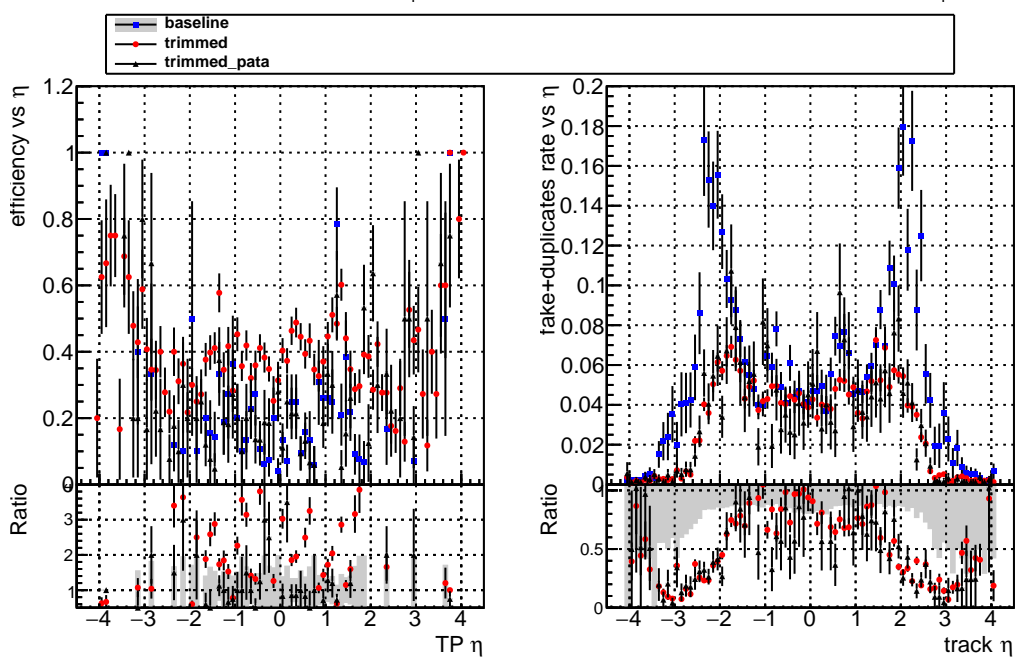 baseline
trimmed
trimmed_pata
efficiency vs η
1.2
1
0.8
0.6
0.4
0.2
0
Ratio
3
2
1
−4 −3 −2 −1 0 1 2 3 4
TP η
fake+duplicates rate vs η
0.2
0.18
0.16
0.14
0.12
0.1
0.08
0.06
0.04
0.02
0
Ratio
0.5
0
−4 −3 −2 −1 0 1 2 3 4
track η